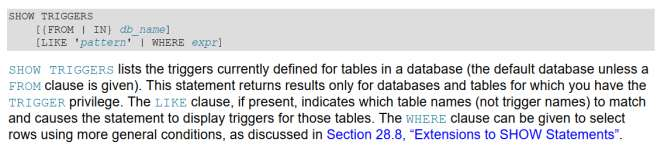 SHOW TRIGGERS
[{FROM | IN} db_name]
[LIKE 'pattern' | WHERE expr]
SHOW TRIGGERS lists the triggers currently defined for tables in a database (the default database unless a
FROM clause is given). This statement returns results only for databases and tables for which you have the
TRIGGER privilege. The LIKE clause, if present, indicates which table names (not trigger names) to match
and causes the statement to display triggers for those tables. The WHERE clause can be given to select
rows using more general conditions, as discussed in Section 28.8, “Extensions to SHOW Statements”.